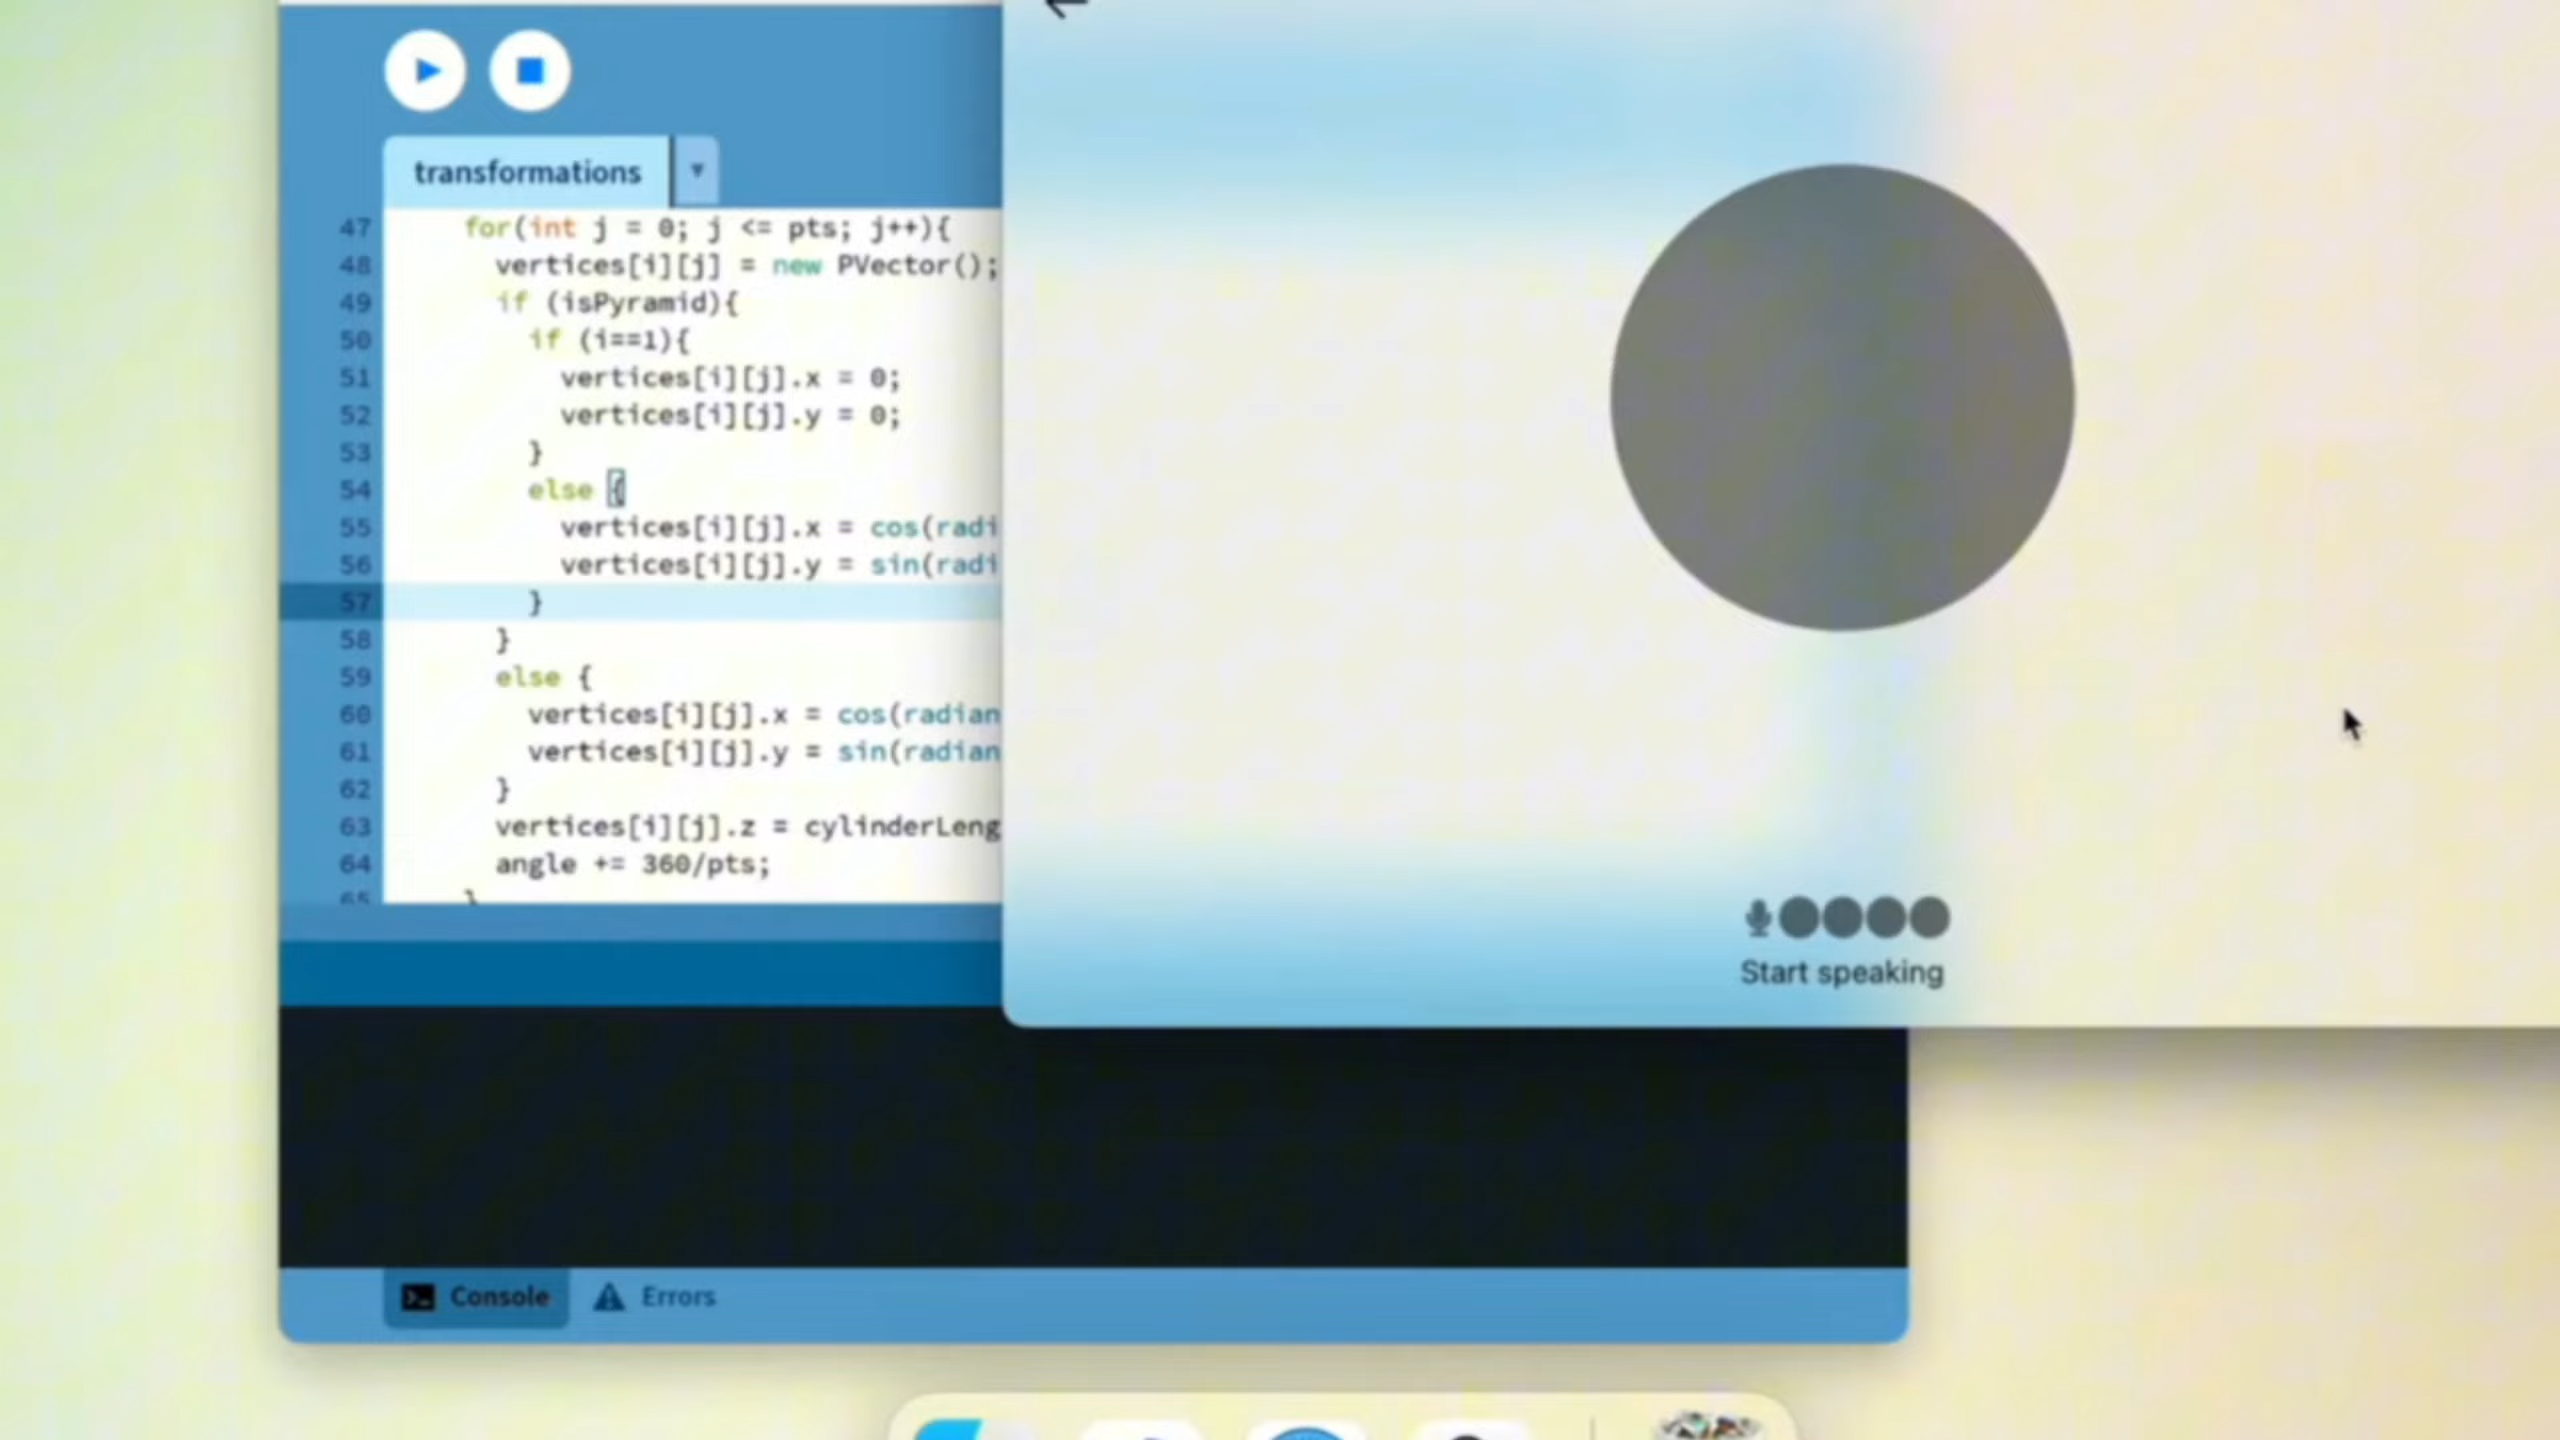 transformations
47 for(int j = 0; j <= pts; j++){
48 vertices[i][j] = new PVector();
49 if (isPyramid){
50 if (i==1){
51 vertices[i][j].x = 0;
52 vertices[i][j].y = 0;
53 }
54 else {
55 vertices[i][j].x = cos(radi
56 vertices[i][j].y = sin(radi
57 }
58 }
59 else {
60 vertices[i][j].x = cos(radian
61 vertices[i][j].y = sin(radian
62 }
63 vertices[i][j].z = cylinderLeng
64 angle += 360/pts;
65 }
Start speaking
Console
Errors